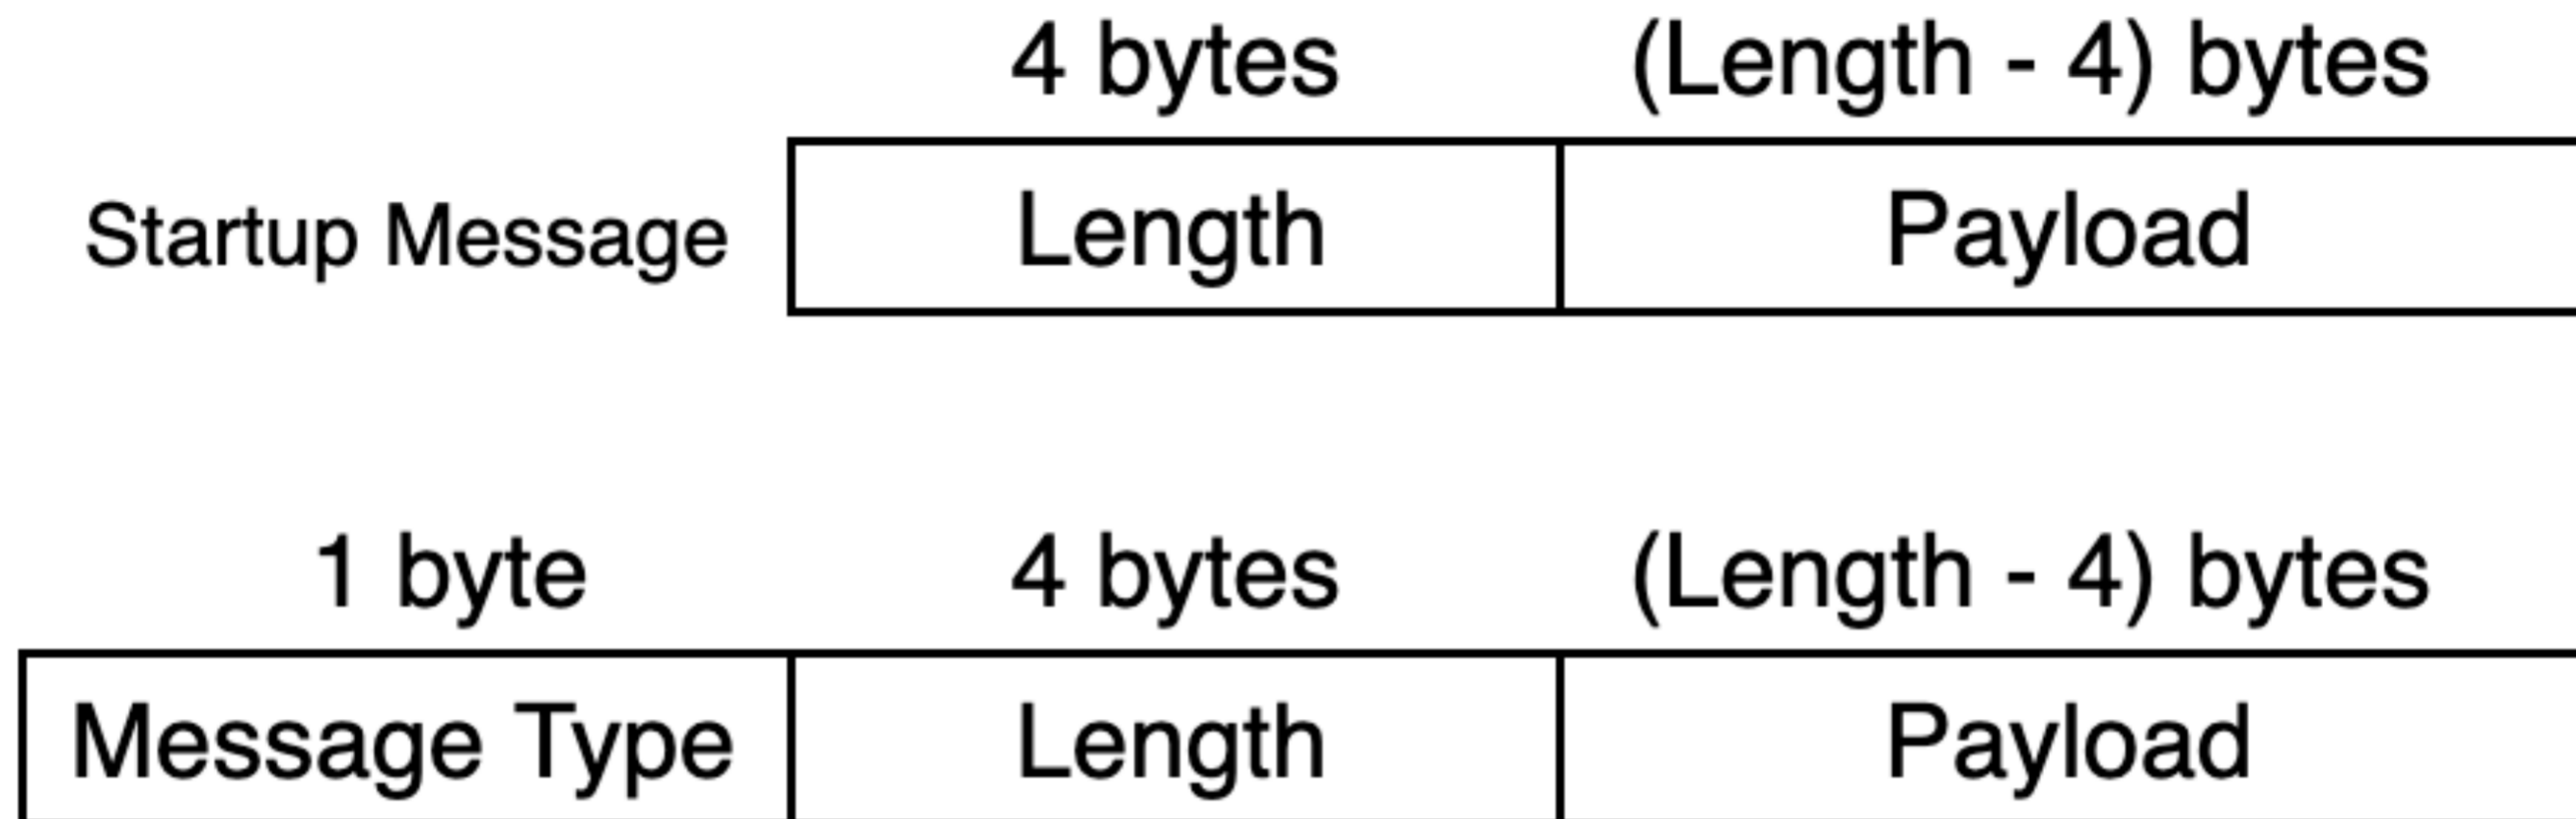 4 bytes (Length - 4) bytes
Startup Message Length Payload
1 byte 4 bytes (Length - 4) bytes
Message Type Length Payload